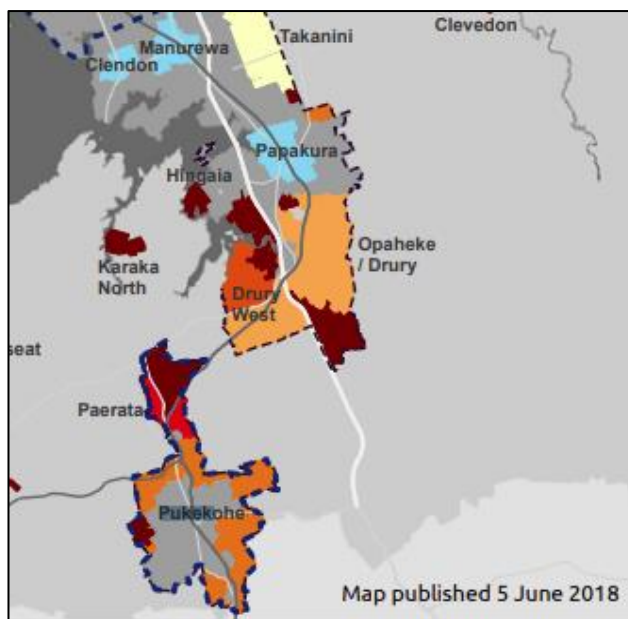 Clevedon
Takanini
Manurewa
Clendon
Papakura
Hingaia
Opaheke
/ Drury
Karaka
North
Drury
West
seat
Paerata
Pukekohe
Map published 5 June 2018